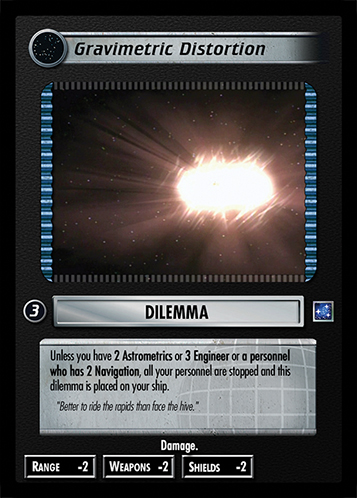 Gravimetric Distortion
3 DILEMMA
Unless you have 2 Astrometrics or 3 Engineer or a personnel
who has 2 Navigation, all your personnel are stopped and this
dilemma is placed on your ship.
"Better to ride the rapids than face the hive."
Damage.
RANGE -2 WEAPONS -2 SHIELDS -2